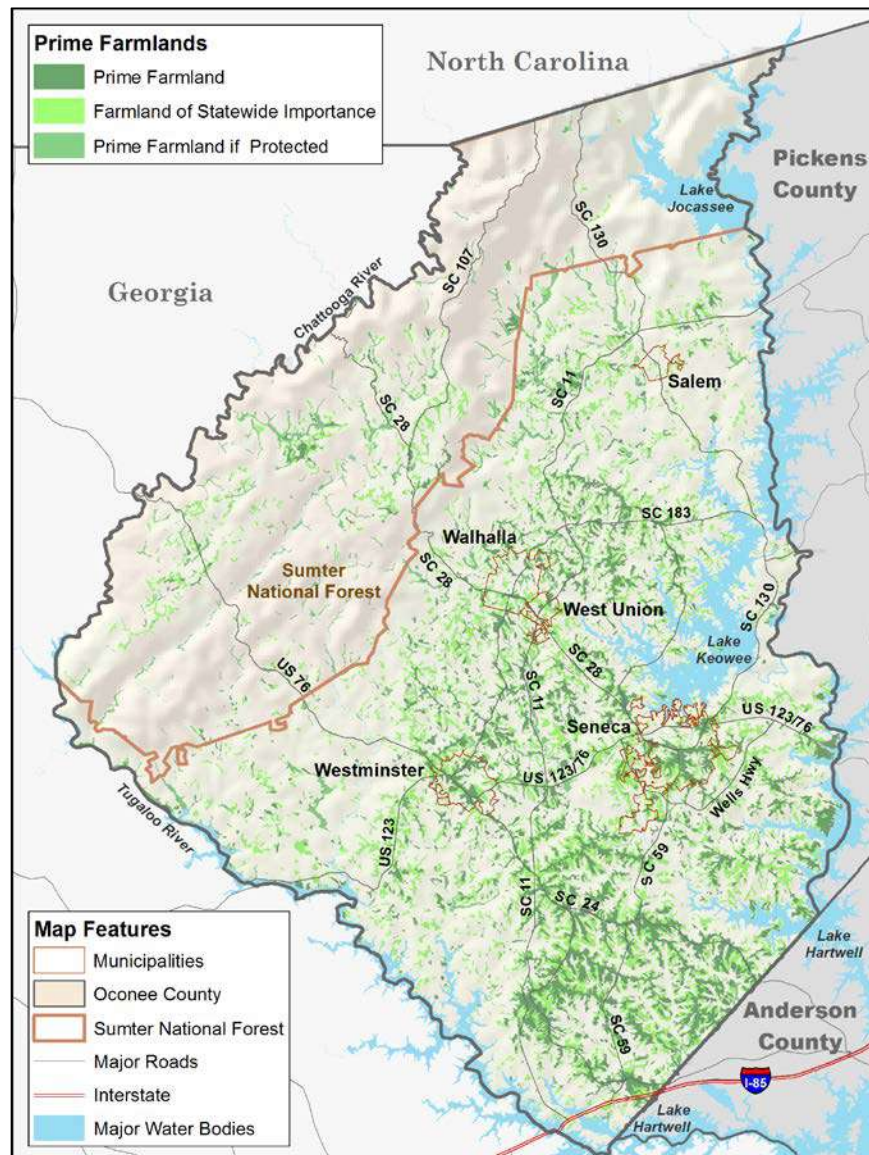 Prime Farmlands
Prime Farmland
Farmland of Statewide Importance
Prime Farmland if Protected
North Carolina
Pickens
County
Lake
Jocassee
SC 130
SC 107
Georgia
Chattooga River
SC 11
Salem
SC 28
SC 183
Walhalla
SC 28
Sumter
National Forest
West Union
SC 130
Lake
Keowee
SC 28
US 76
SC 11
Seneca
US 123/76
Westminster
US 123/76
Wells Hwy
Tugaloo River
US 123
SC 59
SC 11
SC 24
Lake
Hartwell
Anderson
County
SC 59
I-85
Lake
Hartwell
Map Features
Municipalities
Oconee County
Sumter National Forest
Major Roads
Interstate
Major Water Bodies